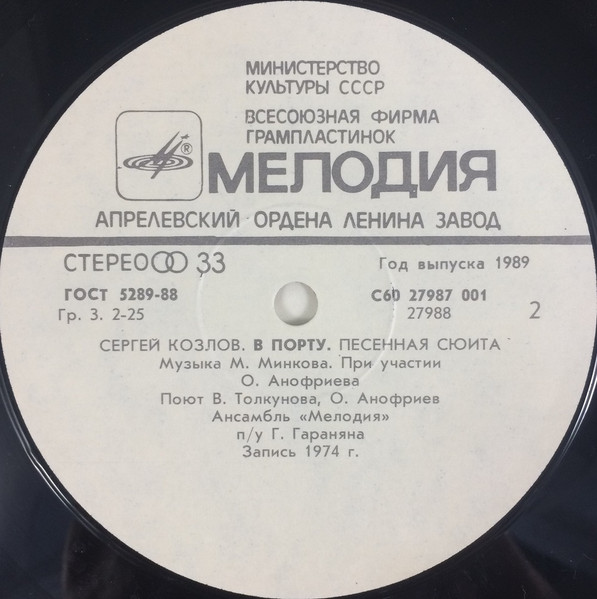 МИНИСТЕРСТВО
КУЛЬТУРЫ СССР
ВСЕСОЮЗНАЯ ФИРМА
ГРАМПЛАСТИНОК
®
МЕЛОДИЯ
АПРЕЛЕВСКИЙ ОРДЕНА ЛЕНИНА ЗАВОД
СТЕРЕО 33
Год выпуска 1989
ГОСТ 5289-88
С60 27987 001
Гр. 3. 2-25
27988
2
СЕРГЕЙ КОЗЛОВ. В ПОРТУ. ПЕСЕННАЯ СЮИТА
Музыка М. Минкова. При участии
О. Анофриева
Поют В. Толкунова, О. Анофриев
Ансамбль «Мелодия»
п/у Г. Гараняна
Запись 1974 г.